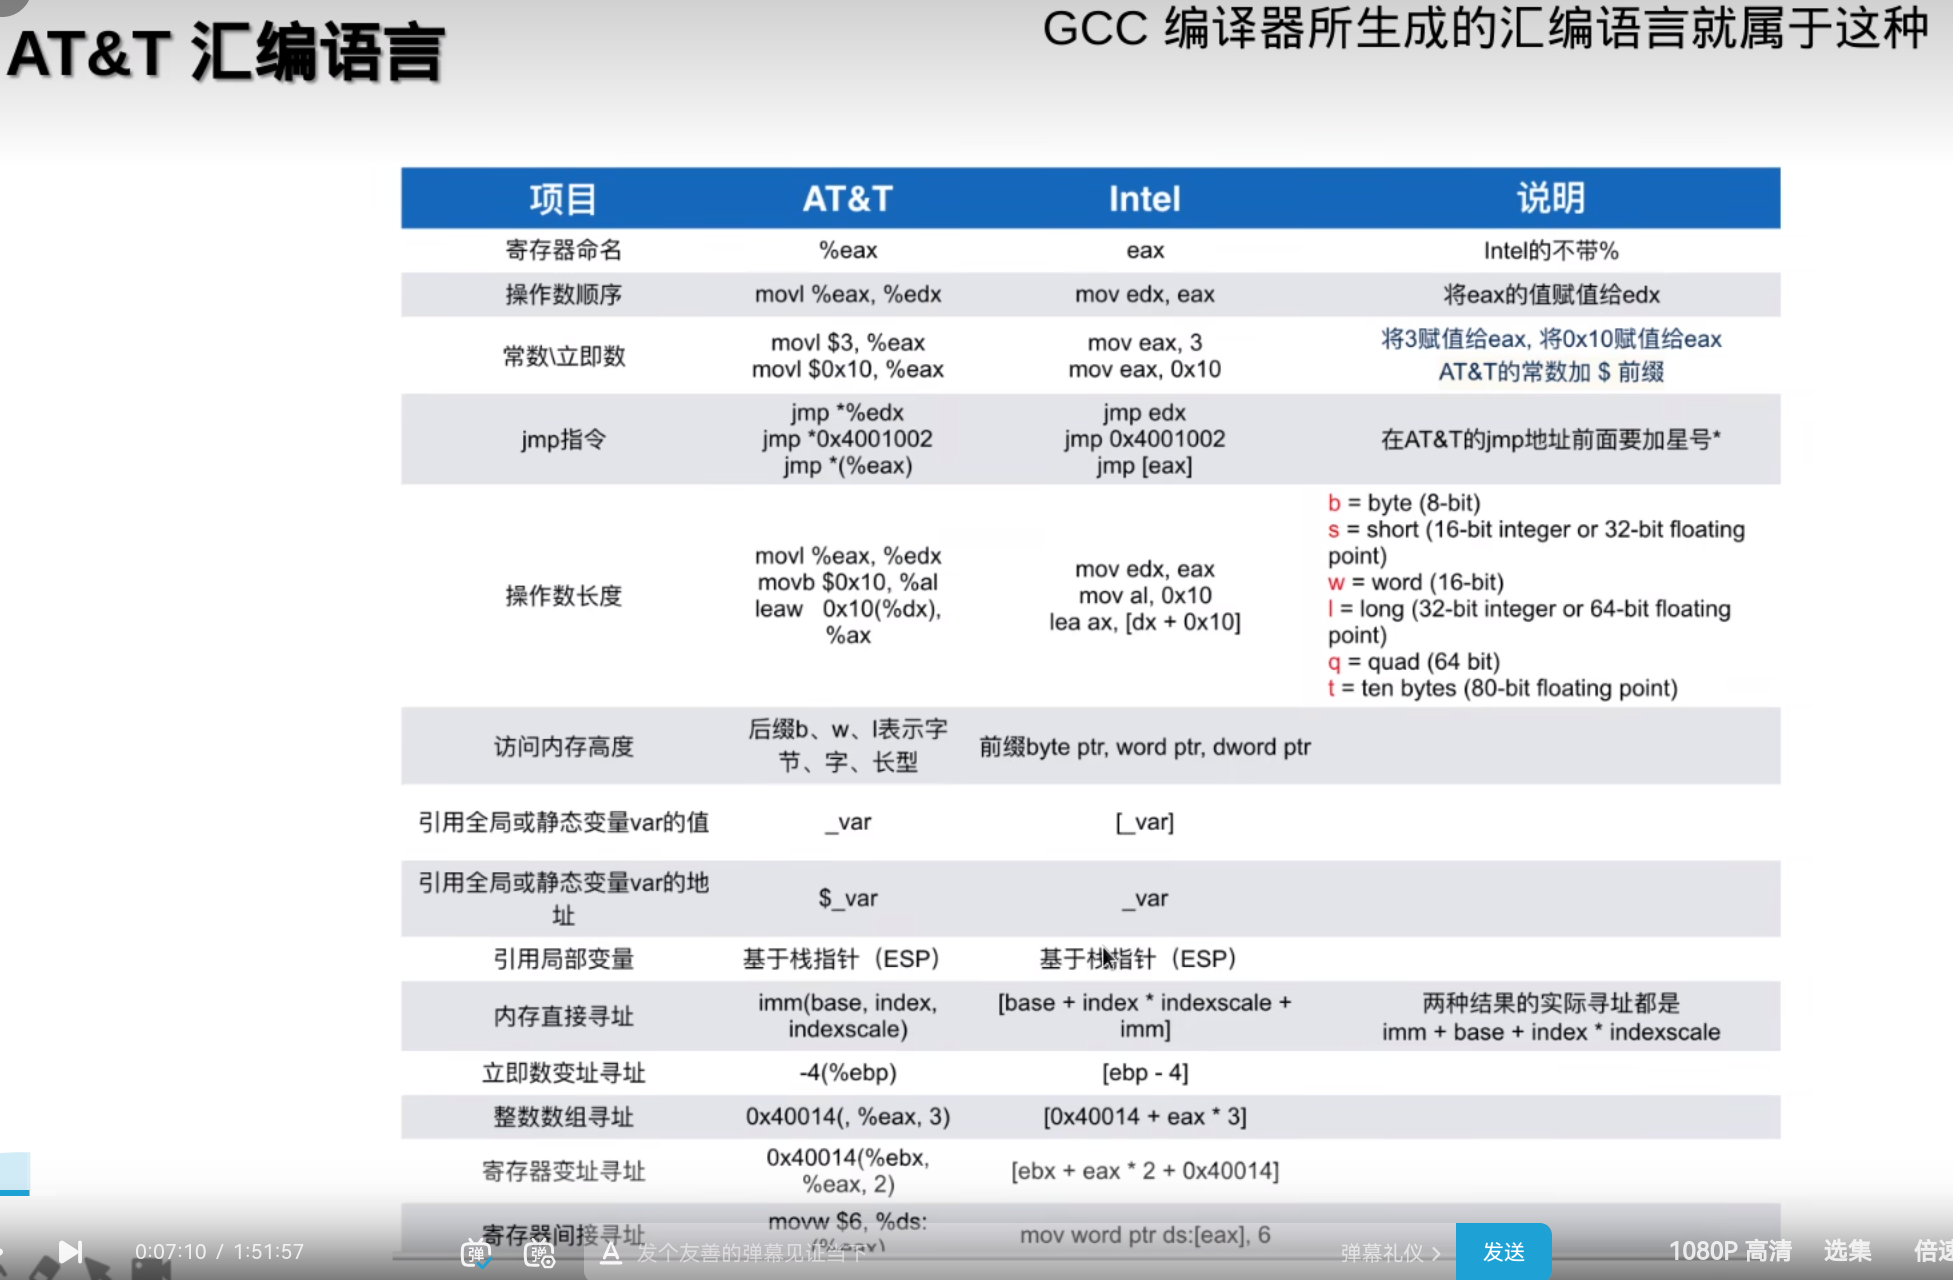 AT&T 汇编语言
GCC 编译器所生成的汇编语言就属于这种
项目 AT&T Intel 说明
寄存器命名 %eax eax Intel的不带%
操作数顺序 movl %eax, %edx mov edx, eax 将eax的值赋值给edx
常数\立即数
movl $3, %eax
movl $0x10, %eax
mov eax, 3
mov eax, 0x10
将3赋值给eax, 将0x10赋值给eax
AT&T的常数加 $ 前缀
jmp指令
jmp *%edx
jmp *0x4001002
jmp *(%eax)
jmp edx
jmp 0x4001002
jmp [eax]
在AT&T的jmp地址前面要加星号*
操作数长度
movl %eax, %edx
movb $0x10, %al
leaw 0x10(%dx),
%ax
mov edx, eax
mov al, 0x10
lea ax, [dx + 0x10]
b = byte (8-bit)
s = short (16-bit integer or 32-bit floating
point)
w = word (16-bit)
l = long (32-bit integer or 64-bit floating
point)
q = quad (64 bit)
t = ten bytes (80-bit floating point)
访问内存高度
后缀b、w、l表示字
节、字、长型
前缀byte ptr, word ptr, dword ptr
引用全局或静态变量var的值 _var [_var]
引用全局或静态变量var的地
址
$_var _var
引用局部变量 基于栈指针（ESP） 基于栈指针（ESP）
内存直接寻址
imm(base, index,
indexscale)
[base + index * indexscale +
imm]
两种结果的实际寻址都是
imm + base + index * indexscale
立即数变址寻址 -4(%ebp) [ebp - 4]
整数数组寻址 0x40014(, %eax, 3) [0x40014 + eax * 3]
寄存器变址寻址
0x40014(%ebx,
%eax, 2)
[ebx + eax * 2 + 0x40014]
寄存器间接寻址
movw $6, %ds:
(%eax)
mov word ptr ds:[eax], 6
0:07:10 / 1:51:57
弹 弹 A 发个友善的弹幕见证当下 弹幕礼仪 > 发送 1080P 高清 选集 倍速